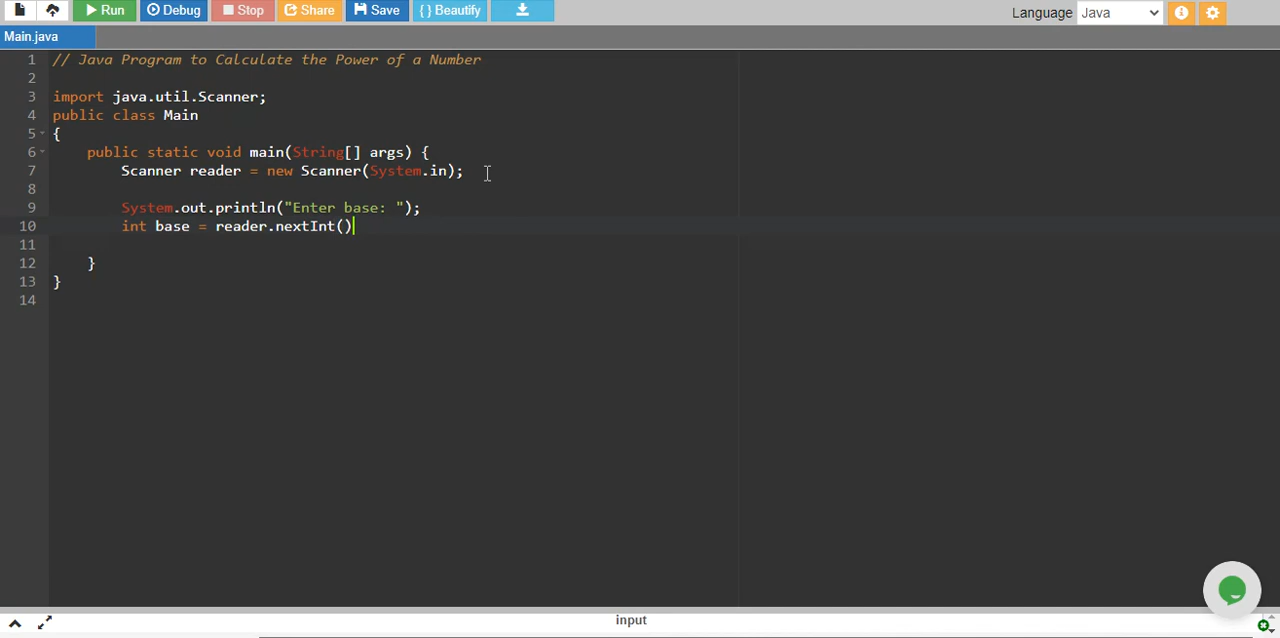 Run Debug Stop Share Save { } Beautify Language Java
Main.java
1 // Java Program to Calculate the Power of a Number
2
3 import java.util.Scanner;
4 public class Main
5 {
6 public static void main(String[] args) {
7 Scanner reader = new Scanner(System.in);
8
9 System.out.println("Enter base: ");
10 int base = reader.nextInt()
11
12 }
13 }
14
input